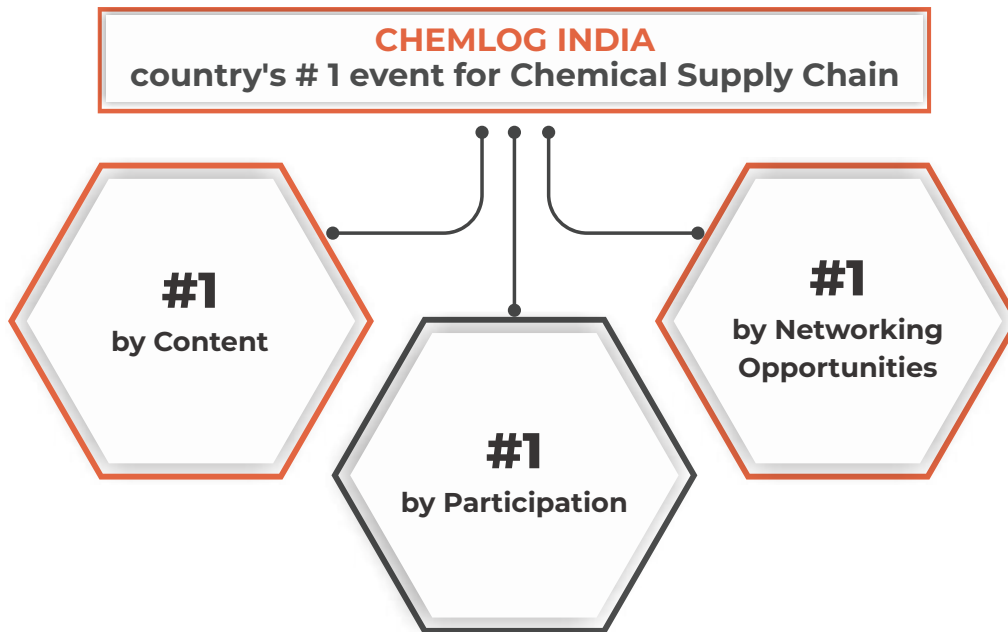 CHEMLOG INDIA
country's # 1 event for Chemical Supply Chain
#1
by Content
#1
by Participation
#1
by Networking
Opportunities